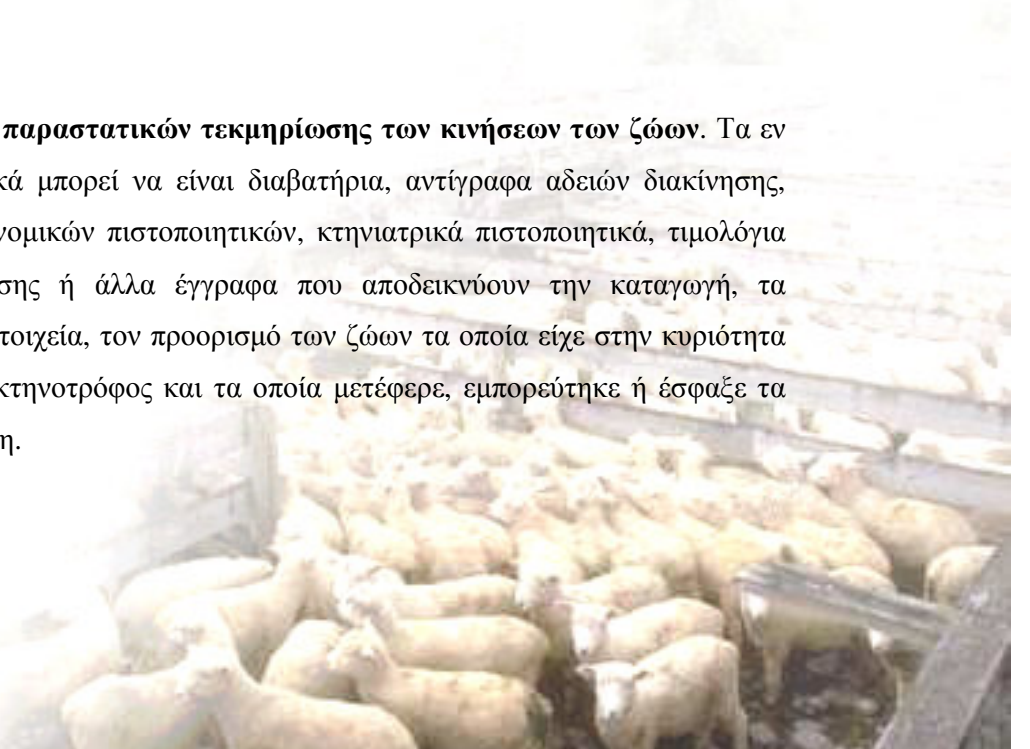 παραστατικών τεκμηρίωσης των κινήσεων των ζώων. Τα εν
κά μπορεί να είναι διαβατήρια, αντίγραφα αδειών διακίνησης,
νομικών πιστοποιητικών, κτηνιατρικά πιστοποιητικά, τιμολόγια
σης ή άλλα έγγραφα που αποδεικνύουν την καταγωγή, τα
τοιχεία, τον προορισμό των ζώων τα οποία είχε στην κυριότητα
κτηνοτρόφος και τα οποία μετέφερε, εμπορεύτηκε ή έσφαξε τα
η.